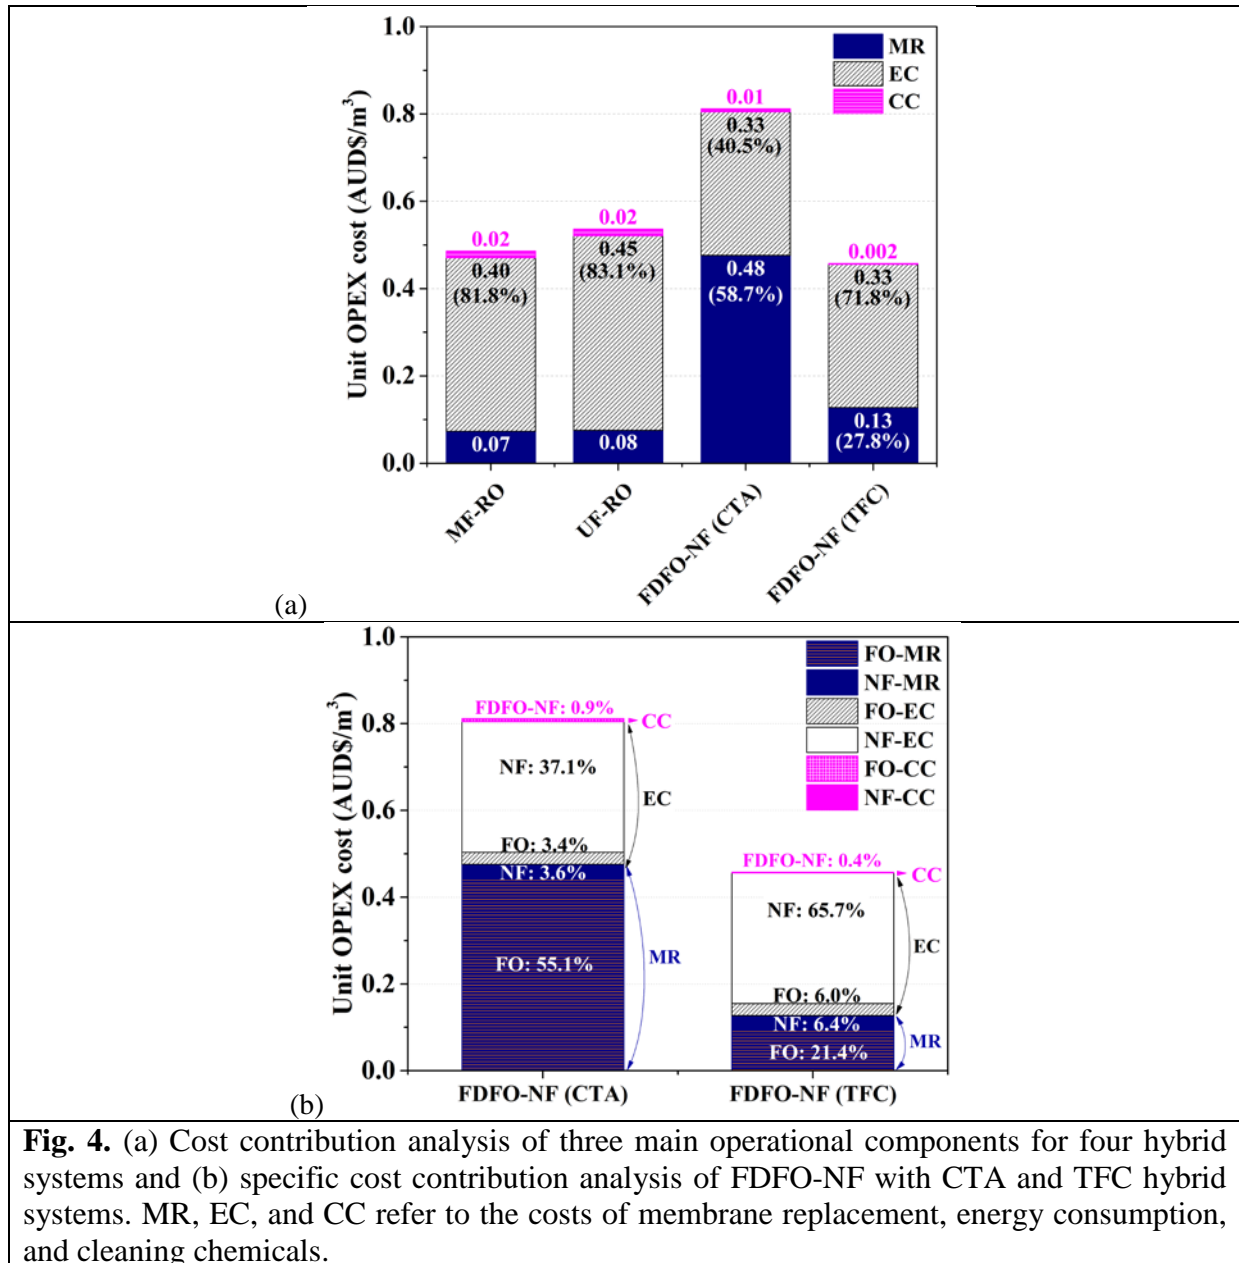 1.0
0.8
0.6
0.4
0.2
0.0
Unit OPEX cost (AUD$/m³)
MR
EC
CC
0.02
0.40
(81.8%)
0.07
0.02
0.45
(83.1%)
0.08
0.01
0.33
(40.5%)
0.48
(58.7%)
0.002
0.33
(71.8%)
0.13
(27.8%)
MF-RO
UF-RO
FDFO-NF (CTA)
FDFO-NF (TFC)
(a)
1.0
0.8
0.6
0.4
0.2
0.0
Unit OPEX cost (AUD$/m³)
FO-MR
NF-MR
FO-EC
NF-EC
FO-CC
NF-CC
FDFO-NF: 0.9%
CC
NF: 37.1%
EC
FO: 3.4%
NF: 3.6%
MR
FO: 55.1%
FDFO-NF: 0.4%
CC
NF: 65.7%
EC
FO: 6.0%
NF: 6.4%
MR
FO: 21.4%
FDFO-NF (CTA)
FDFO-NF (TFC)
(b)
Fig. 4. (a) Cost contribution analysis of three main operational components for four hybrid
systems and (b) specific cost contribution analysis of FDFO-NF with CTA and TFC hybrid
systems. MR, EC, and CC refer to the costs of membrane replacement, energy consumption,
and cleaning chemicals.